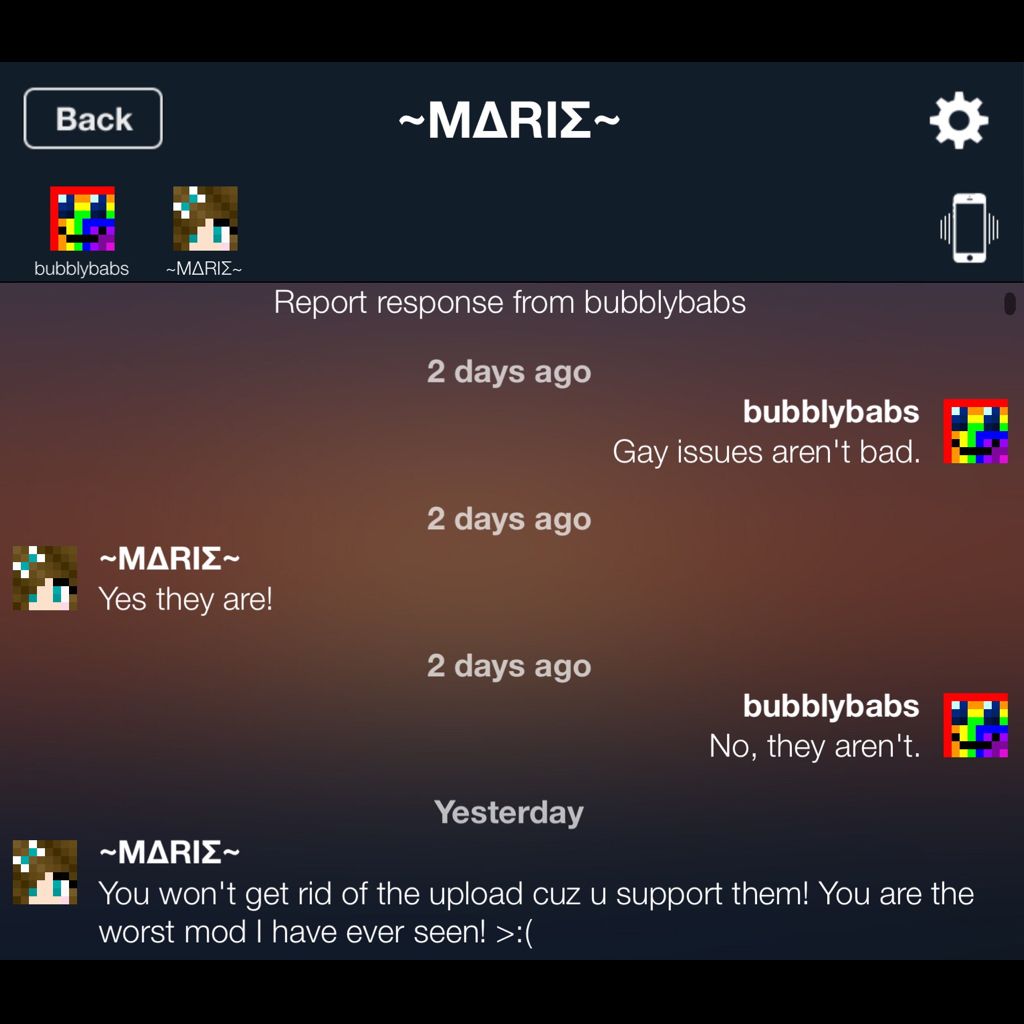 Back
~MΔRIΣ~
bubblybabs
~MΔRIΣ~
Report response from bubblybabs
2 days ago
bubblybabs
Gay issues aren't bad.
2 days ago
~MΔRIΣ~
Yes they are!
2 days ago
bubblybabs
No, they aren't.
Yesterday
~MΔRIΣ~
You won't get rid of the upload cuz u support them! You are the
worst mod I have ever seen! >:(